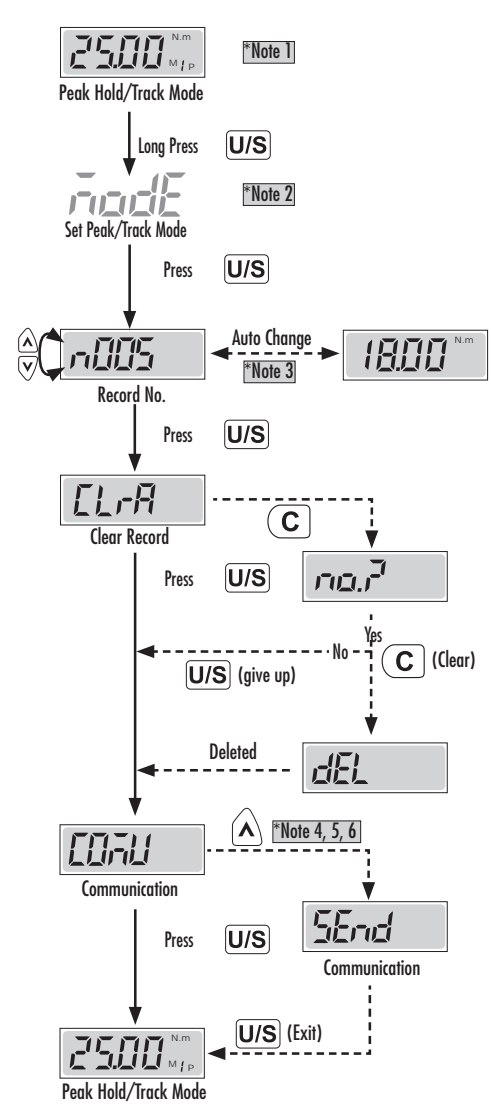 25.00 N.m
M / P
*Note 1
Peak Hold/Track Mode
Long Press U/S
modE
*Note 2
Set Peak/Track Mode
Press U/S
n005
Auto Change
18.00 N.m
*Note 3
Record No.
Press U/S
CLrA
C
Clear Record
Press U/S
no.?
Yes
No
C (Clear)
U/S (give up)
Deleted
dEL
*Note 4, 5, 6
COmU
Communication
SEnd
Press U/S
Communication
U/S (Exit)
25.00 N.m
M / P
Peak Hold/Track Mode